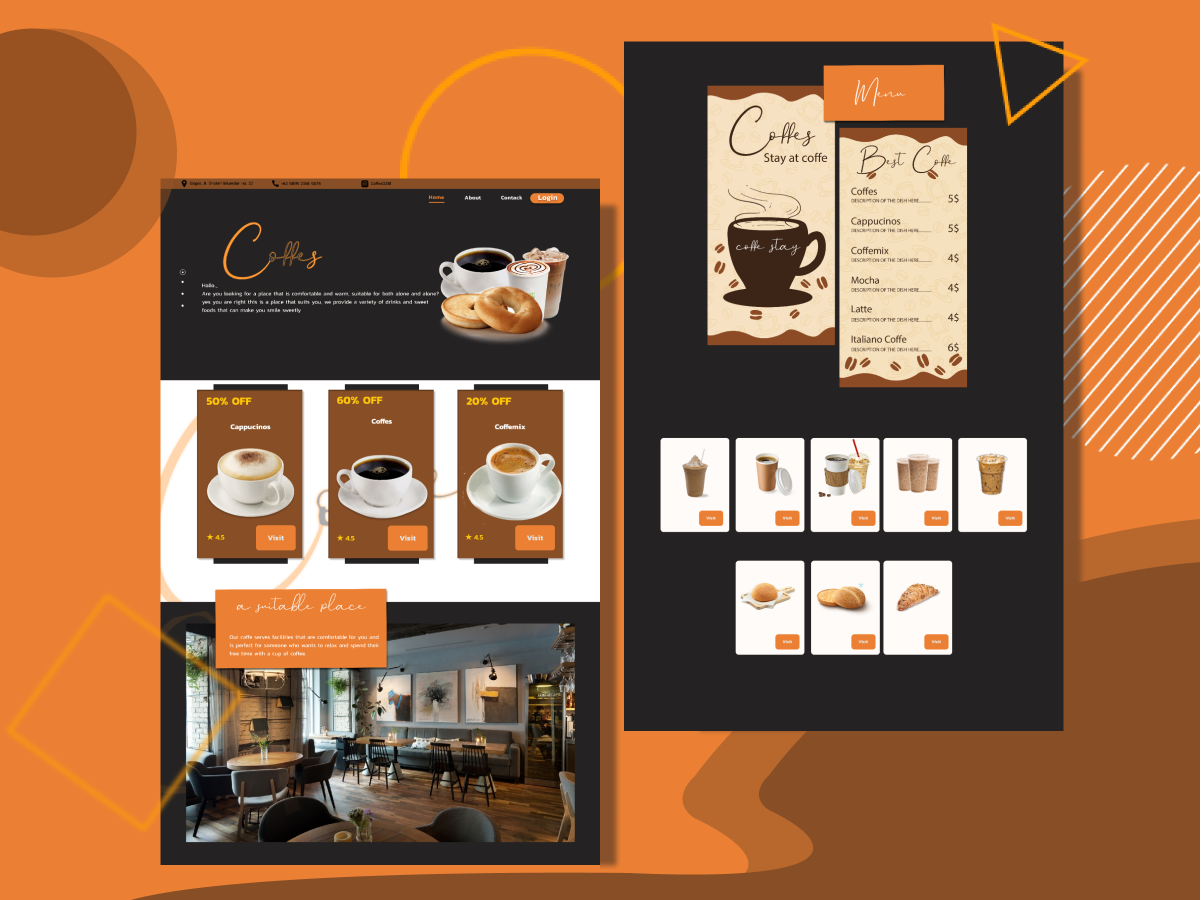 Home About Contack Login
Coffes
Hallo...
Are you looking for a place that is comfortable and warm, suitable for both alone and alone?
yes you are right this is a place that suits you, we provide a variety of drinks and sweet
foods that can make you smile sweetly
50% OFF
Cappucinos
4.5
Visit
60% OFF
Coffes
4.5
Visit
20% OFF
Coffemix
4.5
Visit
a suitable place
Our coffe serves facilities that are comfortable for you and
is perfect for someone who wants to relax and spend their
free time with a cup of coffee
Menu
Coffes
Stay at coffe
coffe stay
Best Coffe
Coffes 5$
DESCRIPTION OF THE DISH HERE
Cappucinos 5$
DESCRIPTION OF THE DISH HERE
Coffemix 4$
DESCRIPTION OF THE DISH HERE
Mocha 4$
DESCRIPTION OF THE DISH HERE
Latte 4$
DESCRIPTION OF THE DISH HERE
Italiano Coffe 6$
DESCRIPTION OF THE DISH HERE
Visit
Visit
Visit
Visit
Visit
Visit
Visit
Visit